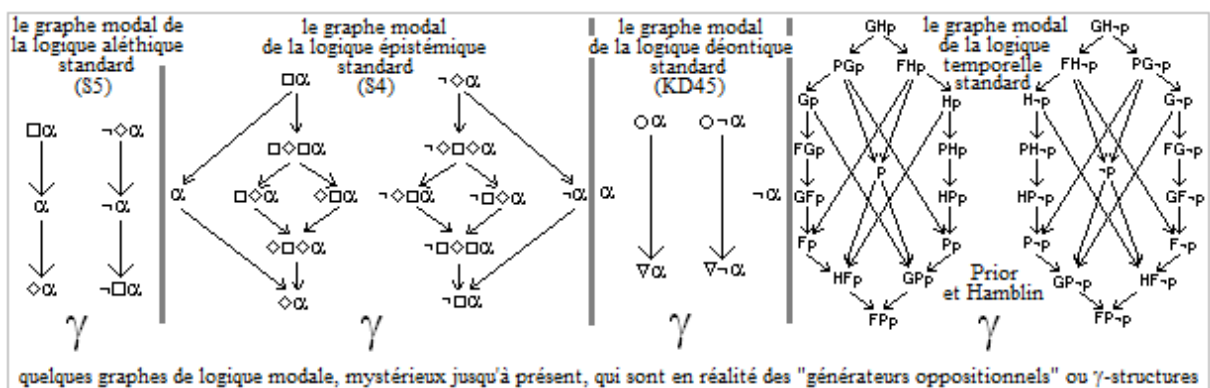 le graphe modal de
la logique aléthique
standard
(S5)
□α
¬◇α
α
¬α
◇α
¬□α
γ
le graphe modal
de la logique épistémique
standard
(S4)
□α
¬◇α
□◇□α
¬◇□◇α
α
□◇α
◇□α
¬◇□α
¬□◇α
¬α
◇□◇α
¬□◇□α
◇α
¬□α
γ
le graphe modal
de la logique déontique
standard
(KD45)
○α
○¬α
α
¬α
▽α
▽¬α
γ
le graphe modal
de la logique
temporelle
standard
GHp
PGp
FHp
Gp
Hp
FGp
PHp
p
GFp
HPp
Fp
Pp
HFp
GPp
FPp
GH¬p
FH¬p
PG¬p
H¬p
G¬p
PH¬p
FG¬p
¬p
HP¬p
GF¬p
P¬p
F¬p
GP¬p
HF¬p
FP¬p
Prior
et Hamblin
γ
quelques graphes de logique modale, mystérieux jusqu'à présent, qui sont en réalité des "générateurs oppositionnels" ou γ-structures